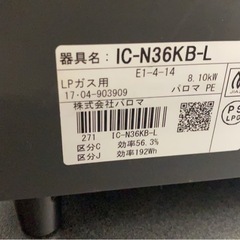 器具名： IC-N36KB-L
E1-4-14
LPガス用 8.10kW
17·04-903909 パロマ PE
株式会社パロマ
271 IC-N36KB-L
区分C 効率56.3%
区分J 効率192Wh